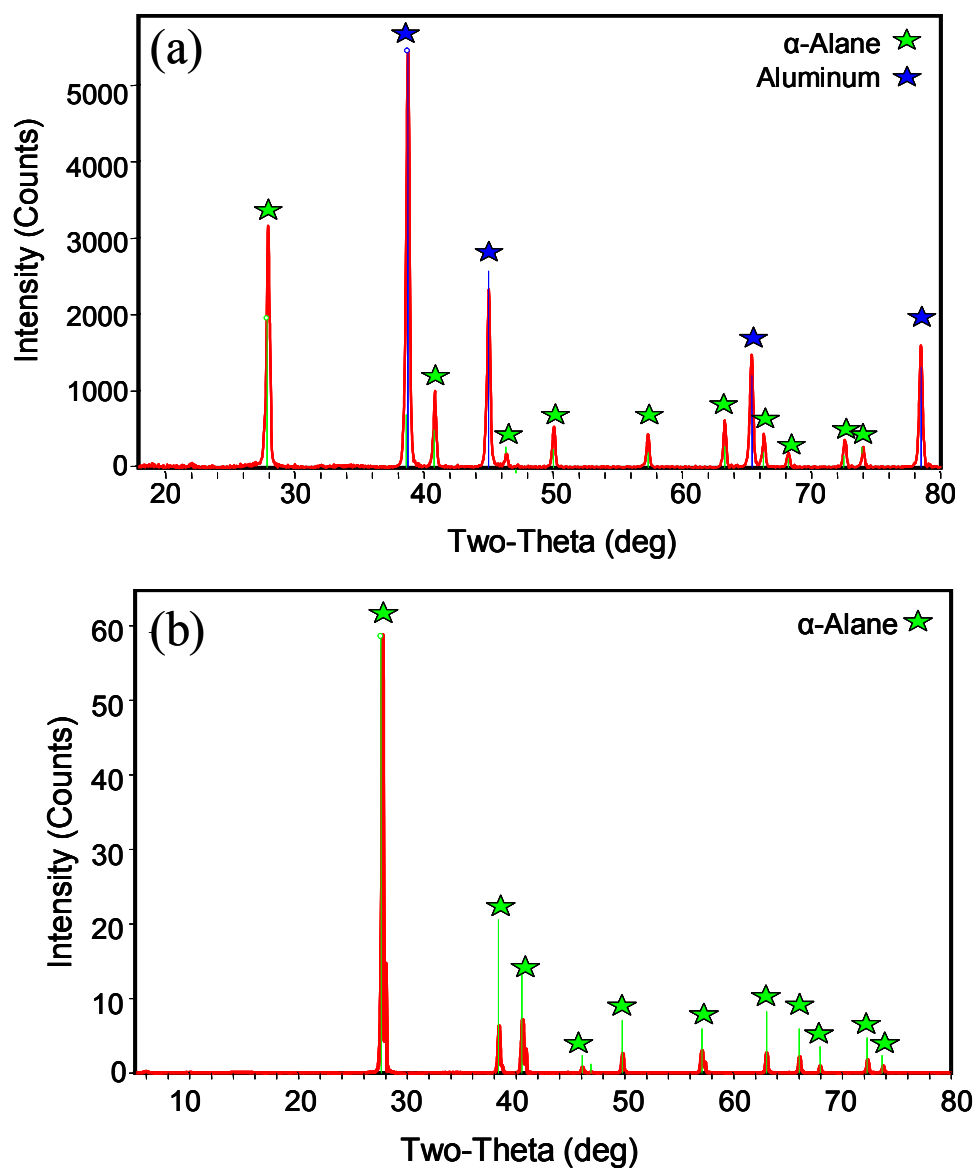 (a)
α-Alane
Aluminum
Intensity (Counts)
5000
4000
3000
2000
1000
0
20 30 40 50 60 70 80
Two-Theta (deg)
(b)
α-Alane
Intensity (Counts)
60
50
40
30
20
10
0
10 20 30 40 50 60 70 80
Two-Theta (deg)